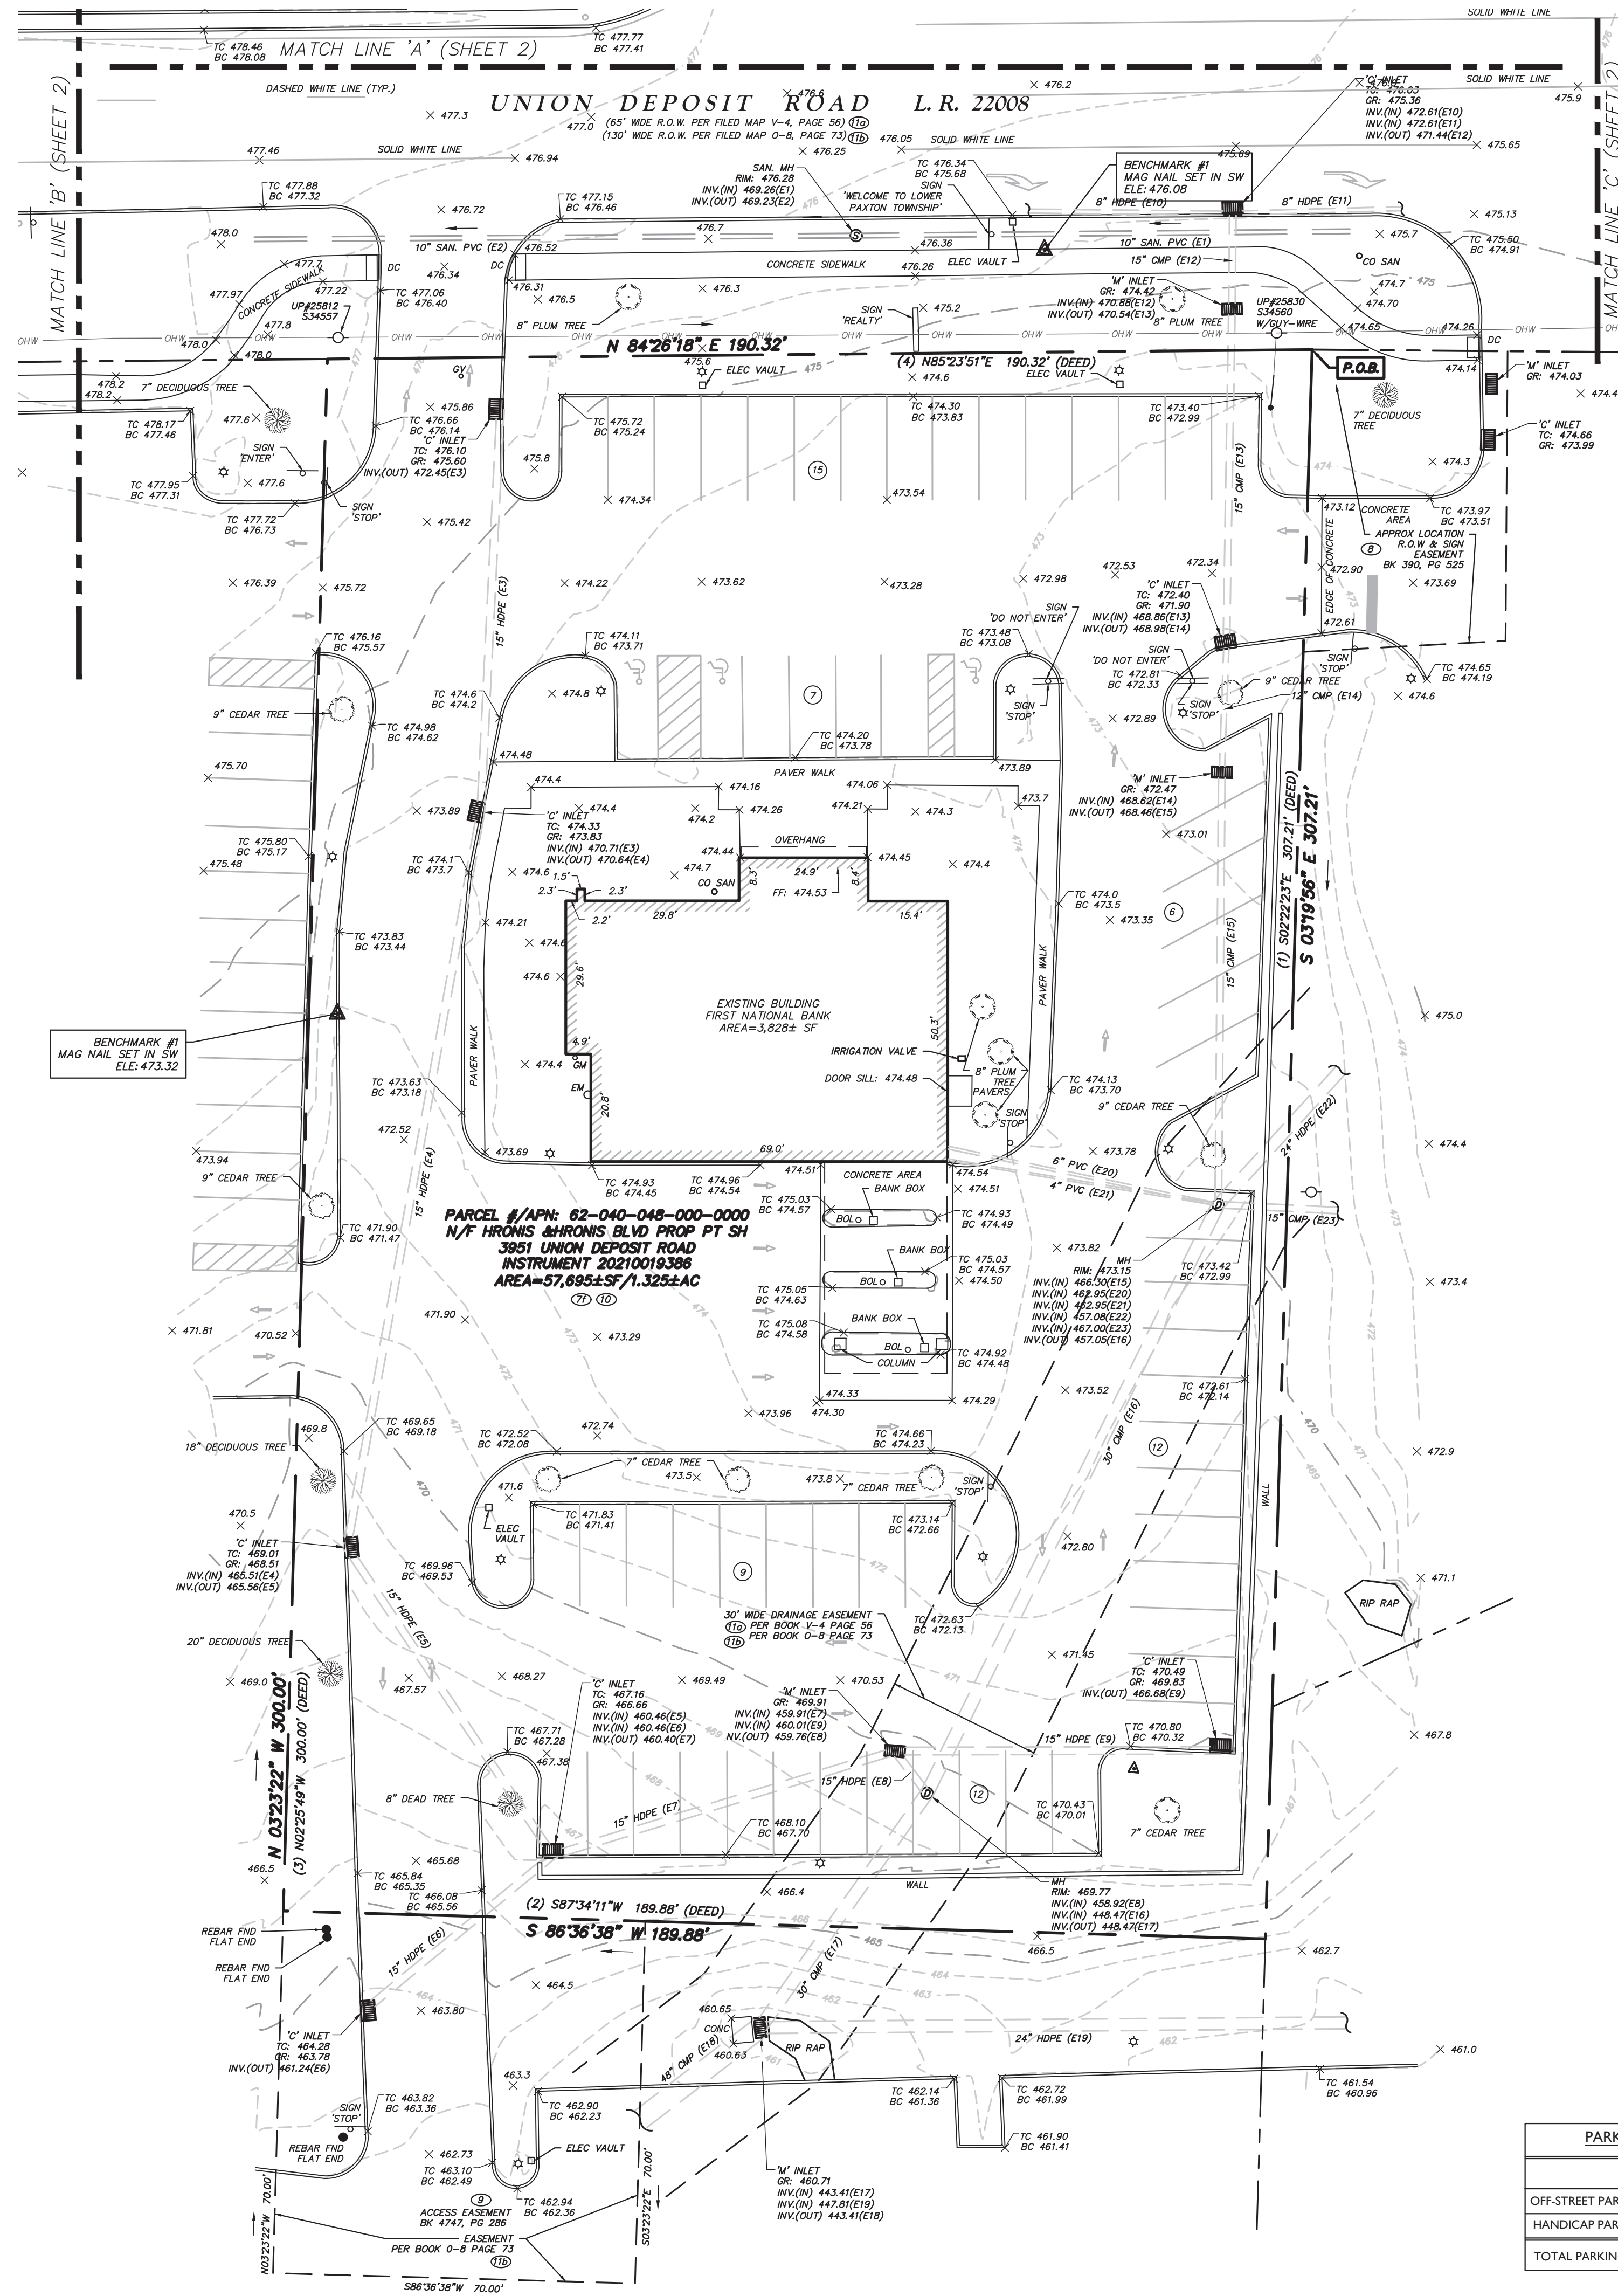 SOLID WHITE LINE
TC 478.46
BC 478.08
MATCH LINE 'A' (SHEET 2)
TC 477.77
BC 477.41
MATCH LINE 'B' (SHEET 2)
MATCH LINE 'C' (SHEET 2)
DASHED WHITE LINE (TYP.)
UNION DEPOSIT ROAD L.R. 22008
(65' WIDE R.O.W. PER FILED MAP V-4, PAGE 56) 11a
(130' WIDE R.O.W. PER FILED MAP O-8, PAGE 73) 11b
477.3
477.0
476.6
476.2
476
SOLID WHITE LINE
475.9
'C' INLET
TC: 476.03
GR: 475.36
INV.(IN) 472.61(E10)
INV.(IN) 472.61(E11)
INV.(OUT) 471.44(E12)
477.46
SOLID WHITE LINE
476.94
476.25
476.05
SOLID WHITE LINE
475.69
475.65
SAN. MH
RIM: 476.28
INV.(IN) 469.26(E1)
INV.(OUT) 469.23(E2)
TC 476.34
BC 475.68
SIGN
'WELCOME TO LOWER
PAXTON TOWNSHIP'
BENCHMARK #1
MAG NAIL SET IN SW
ELE: 476.08
TC 477.88
BC 477.32
TC 477.15
BC 476.46
8" HDPE (E10)
8" HDPE (E11)
478.0
476.72
476.7
476.36
475.13
475.7
TC 475.50
BC 474.91
10" SAN. PVC (E2)
476.52
10" SAN. PVC (E1)
15" CMP (E12)
CO SAN
475
477.7
DC
476.34
DC
CONCRETE SIDEWALK
476.26
ELEC VAULT
CONCRETE SIDEWALK
477.97
477.22
TC 477.06
BC 476.40
476.31
476.5
476.3
475.2
'M' INLET
GR: 474.42
INV.(IN) 470.88(E12)
INV.(OUT) 470.54(E13)
474.7
474.70
UP#25812
S34557
8" PLUM TREE
SIGN
'REALTY'
8" PLUM TREE
UP#25830
S34560
W/GUY-WIRE
477.8
478.0
478.0
OHW
474.65
474.26
DC
474.14
N 84°26'18" E 190.32'
(4) N85°23'51"E 190.32' (DEED)
P.O.B.
475.6
ELEC VAULT
475
474.6
ELEC VAULT
478.2
478.2
7" DECIDUOUS TREE
GV
'M' INLET
GR: 474.03
7" DECIDUOUS
TREE
TC 478.17
BC 477.46
477.6
475.86
TC 476.66
BC 476.14
'C' INLET
TC: 476.10
GR: 475.60
INV.(OUT) 472.45(E3)
TC 475.72
BC 475.24
TC 474.30
BC 473.83
TC 473.40
BC 472.99
'C' INLET
TC: 474.66
GR: 473.99
SIGN
'ENTER'
477.6
475.8
15
474.3
474
TC 477.95
BC 477.31
TC 477.72
BC 476.73
SIGN
'STOP'
475.42
474.34
473.54
15" CMP (E13)
473.12
CONCRETE
AREA
TC 473.97
BC 473.51
APPROX LOCATION
R.O.W & SIGN
EASEMENT
BK 390, PG 525
8
EDGE OF CONCRETE
472.90
473.69
476.39
475.72
15" HDPE (E3)
474.22
473.62
473.28
473
472.98
472.53
472.34
'C' INLET
TC: 472.40
GR: 471.90
INV.(IN) 468.86(E13)
INV.(OUT) 468.98(E14)
472.61
TC 476.16
BC 475.57
TC 474.11
BC 473.71
SIGN
'DO NOT ENTER'
TC 473.48
BC 473.08
SIGN
'DO NOT ENTER'
TC 472.81
BC 472.33
SIGN
'STOP'
SIGN
'STOP'
9" CEDAR TREE
12" CMP (E14)
SIGN
'STOP'
TC 474.65
BC 474.19
474.6
9" CEDAR TREE
TC 474.98
BC 474.62
TC 474.6
BC 474.2
474.8
7
472.89
475.70
474.48
TC 474.20
BC 473.78
PAVER WALK
473.89
'M' INLET
GR: 472.47
INV.(IN) 468.62(E14)
INV.(OUT) 468.46(E15)
474.4
474.16
474.06
473.7
473.89
474.4
474.2
474.26
474.21
474.3
473.01
'C' INLET
TC: 474.33
GR: 473.83
INV.(IN) 470.71(E3)
INV.(OUT) 470.64(E4)
OVERHANG
474.44
474.45
474.4
TC 475.80
BC 475.17
475.48
TC 474.1
BC 473.7
474.6
1.5'
2.3'
2.3'
2.2'
474.7
CO SAN
8.3'
24.9'
8.4'
FF: 474.53
29.8'
15.4'
TC 474.0
BC 473.5
473.35
6
(1) S02°22'23"E 307.21' (DEED)
S 03°19'56" E 307.21'
15" CMP (E15)
TC 473.83
BC 473.44
474.21
474.6
474.6
29.6'
EXISTING BUILDING
FIRST NATIONAL BANK
AREA=3,828± SF
PAVER WALK
475.0
474
BENCHMARK #1
MAG NAIL SET IN SW
ELE: 473.32
PAVER WALK
4.9'
GM
474.4
EM
20.8'
50.3'
IRRIGATION VALVE
8" PLUM
TREE
DOOR SILL: 474.48
PAVERS
SIGN
'STOP'
TC 474.13
BC 473.70
9" CEDAR TREE
TC 473.63
BC 473.18
472.52
24" HDPE (E22)
474.4
473.94
15" HDPE (E4)
473.69
69.0'
473.78
9" CEDAR TREE
TC 474.93
BC 474.45
TC 474.96
BC 474.54
474.51
CONCRETE AREA
474.54
6" PVC (E20)
4" PVC (E21)
BANK BOX
474.51
TC 475.03
BC 474.57
BOL
TC 474.93
BC 474.49
15" CMP (E23)
TC 471.90
BC 471.47
PARCEL #/APN: 62-040-048-000-0000
N/F HRONIS &HRONIS BLVD PROP PT SH
3951 UNION DEPOSIT ROAD
INSTRUMENT 20210019386
AREA=57,695±SF/1.325±AC
7f 10
BANK BOX
TC 475.03
BC 474.57
474.50
BOL
TC 475.05
BC 474.63
473.82
MH
RIM: 473.15
INV.(IN) 466.30(E15)
INV.(IN) 462.95(E20)
INV.(IN) 462.95(E21)
INV.(IN) 457.08(E22)
INV.(IN) 467.00(E23)
INV.(OUT) 457.05(E16)
TC 473.42
BC 472.99
473.4
471.81
470.52
471.90
473.29
TC 475.08
BC 474.58
BANK BOX
BOL
COLUMN
TC 474.92
BC 474.48
472
473
474
474.33
474.30
474.29
473.96
473.52
TC 472.61
BC 472.14
469.8
TC 469.65
BC 469.18
18" DECIDUOUS TREE
472.74
TC 472.52
BC 472.08
TC 474.66
BC 474.23
30" CMP (E16)
12
472.9
7" CEDAR TREE
471.6
473.5
473.8
7" CEDAR TREE
SIGN
'STOP'
WALL
470.5
'C' INLET
TC: 469.01
GR: 468.51
INV.(IN) 465.51(E4)
INV.(OUT) 465.56(E5)
470
ELEC
VAULT
TC 471.83
BC 471.41
TC 473.14
BC 472.66
472.80
TC 469.96
BC 469.53
9
472
471.1
RIP RAP
15" HDPE (E5)
30' WIDE DRAINAGE EASEMENT
11a PER BOOK V-4 PAGE 56
11b PER BOOK O-8 PAGE 73
TC 472.63
BC 472.13
20" DECIDUOUS TREE
469.0
N 03°23'22" W 300.00'
(3) N02°25'49"W 300.00' (DEED)
467.57
468.27
469.49
470.53
471
471.45
'C' INLET
TC: 467.16
GR: 466.66
INV.(IN) 460.46(E5)
INV.(IN) 460.46(E6)
INV.(OUT) 460.40(E7)
'M' INLET
GR: 469.91
INV.(IN) 459.91(E7)
INV.(IN) 460.01(E9)
NV.(OUT) 459.76(E8)
'C' INLET
TC: 470.49
GR: 469.83
INV.(OUT) 466.68(E9)
467.8
TC 467.71
BC 467.28
467.38
15" HDPE (E9)
TC 470.80
BC 470.32
8" DEAD TREE
468
15" HDPE (E8)
12
15" HDPE (E7)
TC 468.10
BC 467.70
TC 470.43
BC 470.01
7" CEDAR TREE
467
466.5
465.68
TC 465.84
BC 465.35
TC 466.08
BC 465.56
466.4
WALL
MH
RIM: 469.77
INV.(IN) 458.92(E8)
INV.(IN) 448.47(E16)
INV.(OUT) 448.47(E17)
(2) S87°34'11"W 189.88' (DEED)
S 86°36'38" W 189.88'
REBAR FND
FLAT END
REBAR FND
FLAT END
15" HDPE (E6)
466
465
466.5
462.7
464.5
464
463
462
30" CMP (E17)
464
463.80
'C' INLET
TC: 464.28
GR: 463.78
INV.(OUT) 461.24(E6)
460.65
CONC
460.63
RIP RAP
461
24" HDPE (E19)
462
461.0
48" CMP (E18)
463.3
TC 462.14
BC 461.36
TC 462.72
BC 461.99
TC 461.54
BC 460.96
TC 463.82
BC 463.36
SIGN
'STOP'
TC 462.90
BC 462.23
REBAR FND
FLAT END
462.73
ELEC VAULT
TC 461.90
BC 461.41
TC 463.10
BC 462.49
'M' INLET
GR: 460.71
INV.(IN) 443.41(E17)
INV.(IN) 447.81(E19)
INV.(OUT) 443.41(E18)
N03°23'22"W 70.00'
S03°23'22"E 70.00'
9
ACCESS EASEMENT
BK 4747, PG 286
TC 462.94
BC 462.36
EASEMENT
PER BOOK O-8 PAGE 73
11b
S86°36'38"W 70.00'
PARK
OFF-STREET PAR
HANDICAP PAR
TOTAL PARKIN